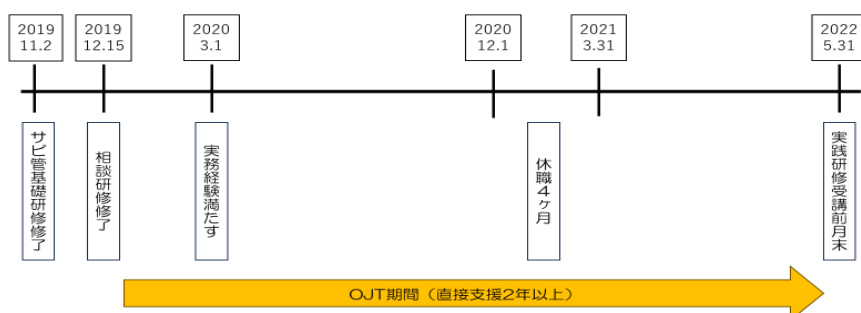 2019
11.2
2019
12.15
2020
3.1
2020
12.1
2021
3.31
2022
5.31
サビ管基礎研修修了
相談研修修了
実務経験満たす
休職4ヶ月
実践研修受講前月末
OJT期間（直接支援2年以上）